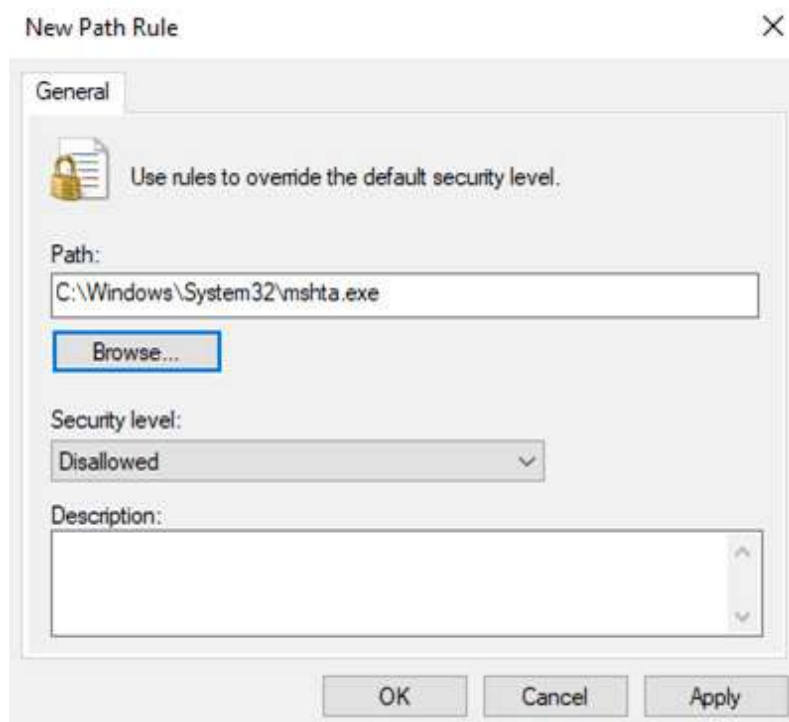 New Path Rule
General
Use rules to override the default security level.
Path:
C:\Windows\System32\mshta.exe
Browse...
Security level:
Disallowed
Description:
OK Cancel Apply